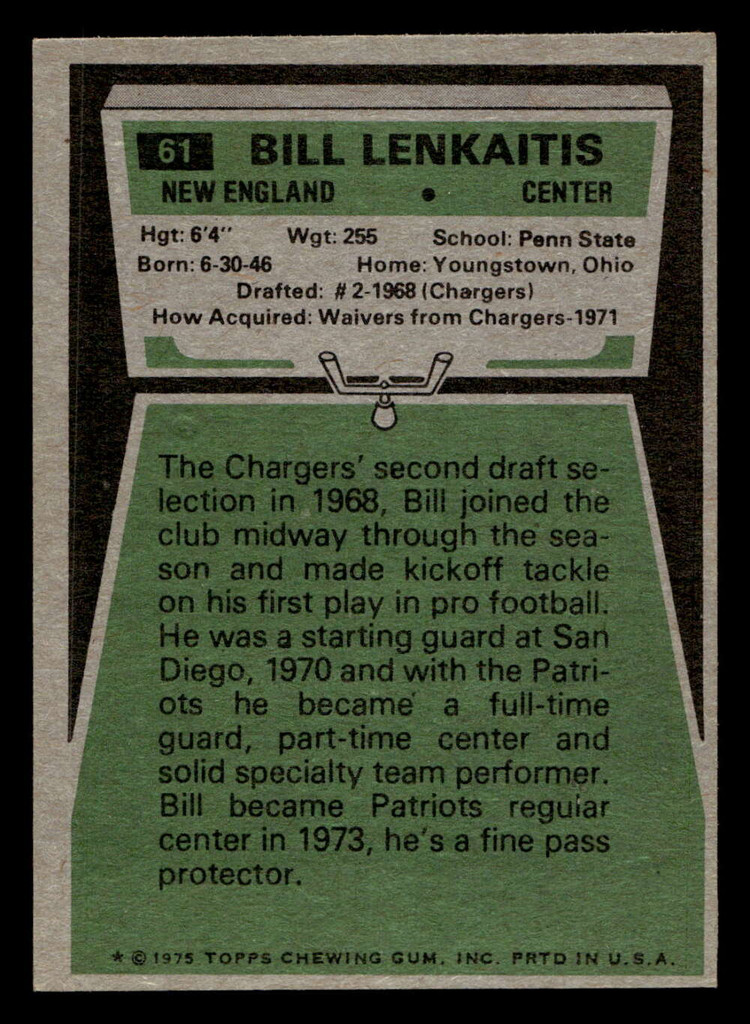 61 BILL LENKAITIS
NEW ENGLAND • CENTER
Hgt: 6'4" Wgt: 255 School: Penn State
Born: 6-30-46 Home: Youngstown, Ohio
Drafted: #2-1968 (Chargers)
How Acquired: Waivers from Chargers-1971
The Chargers' second draft se-
lection in 1968, Bill joined the
club midway through the sea-
son and made kickoff tackle
on his first play in pro football.
He was a starting guard at San
Diego, 1970 and with the Patri-
ots he became a full-time
guard, part-time center and
solid specialty team performer.
Bill became Patriots regular
center in 1973, he's a fine pass
protector.
* © 1975 TOPPS CHEWING GUM, INC. PRTD IN U.S.A.